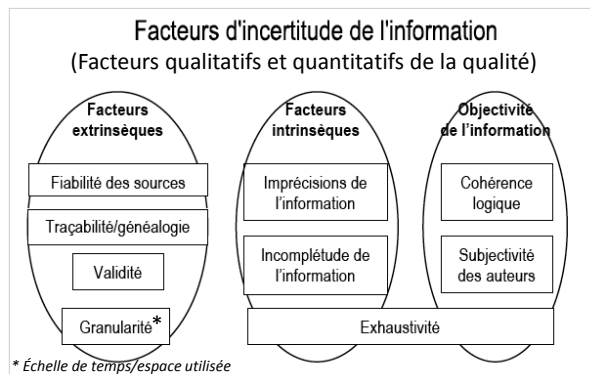 Facteurs d'incertitude de l'information
(Facteurs qualitatifs et quantitatifs de la qualité)
Facteurs
extrinsèques
Fiabilité des sources
Traçabilité/généalogie
Validité
Granularité*
Facteurs
intrinsèques
Imprécisions de
l'information
Incomplétude de
l'information
Objectivité
de l'information
Cohérence
logique
Subjectivité
des auteurs
Exhaustivité
* Échelle de temps/espace utilisée